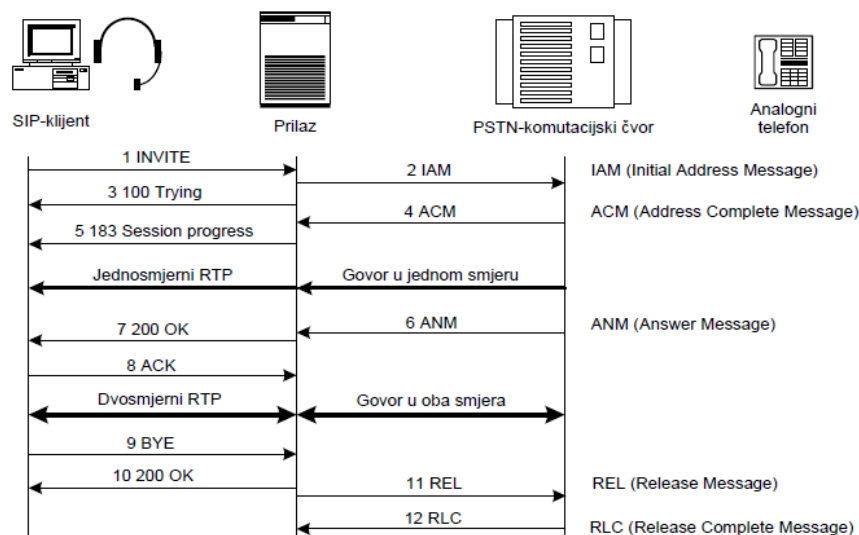 SIP-klijent
Prilaz
PSTN-komutacijski čvor
Analogni
telefon
1 INVITE
2 IAM
IAM (Initial Address Message)
3 100 Trying
4 ACM
ACM (Address Complete Message)
5 183 Session progress
Jednosmjerni RTP
Govor u jednom smjeru
6 ANM
ANM (Answer Message)
7 200 OK
8 ACK
Dvosmjerni RTP
Govor u oba smjera
9 BYE
10 200 OK
11 REL
REL (Release Message)
12 RLC
RLC (Release Complete Message)